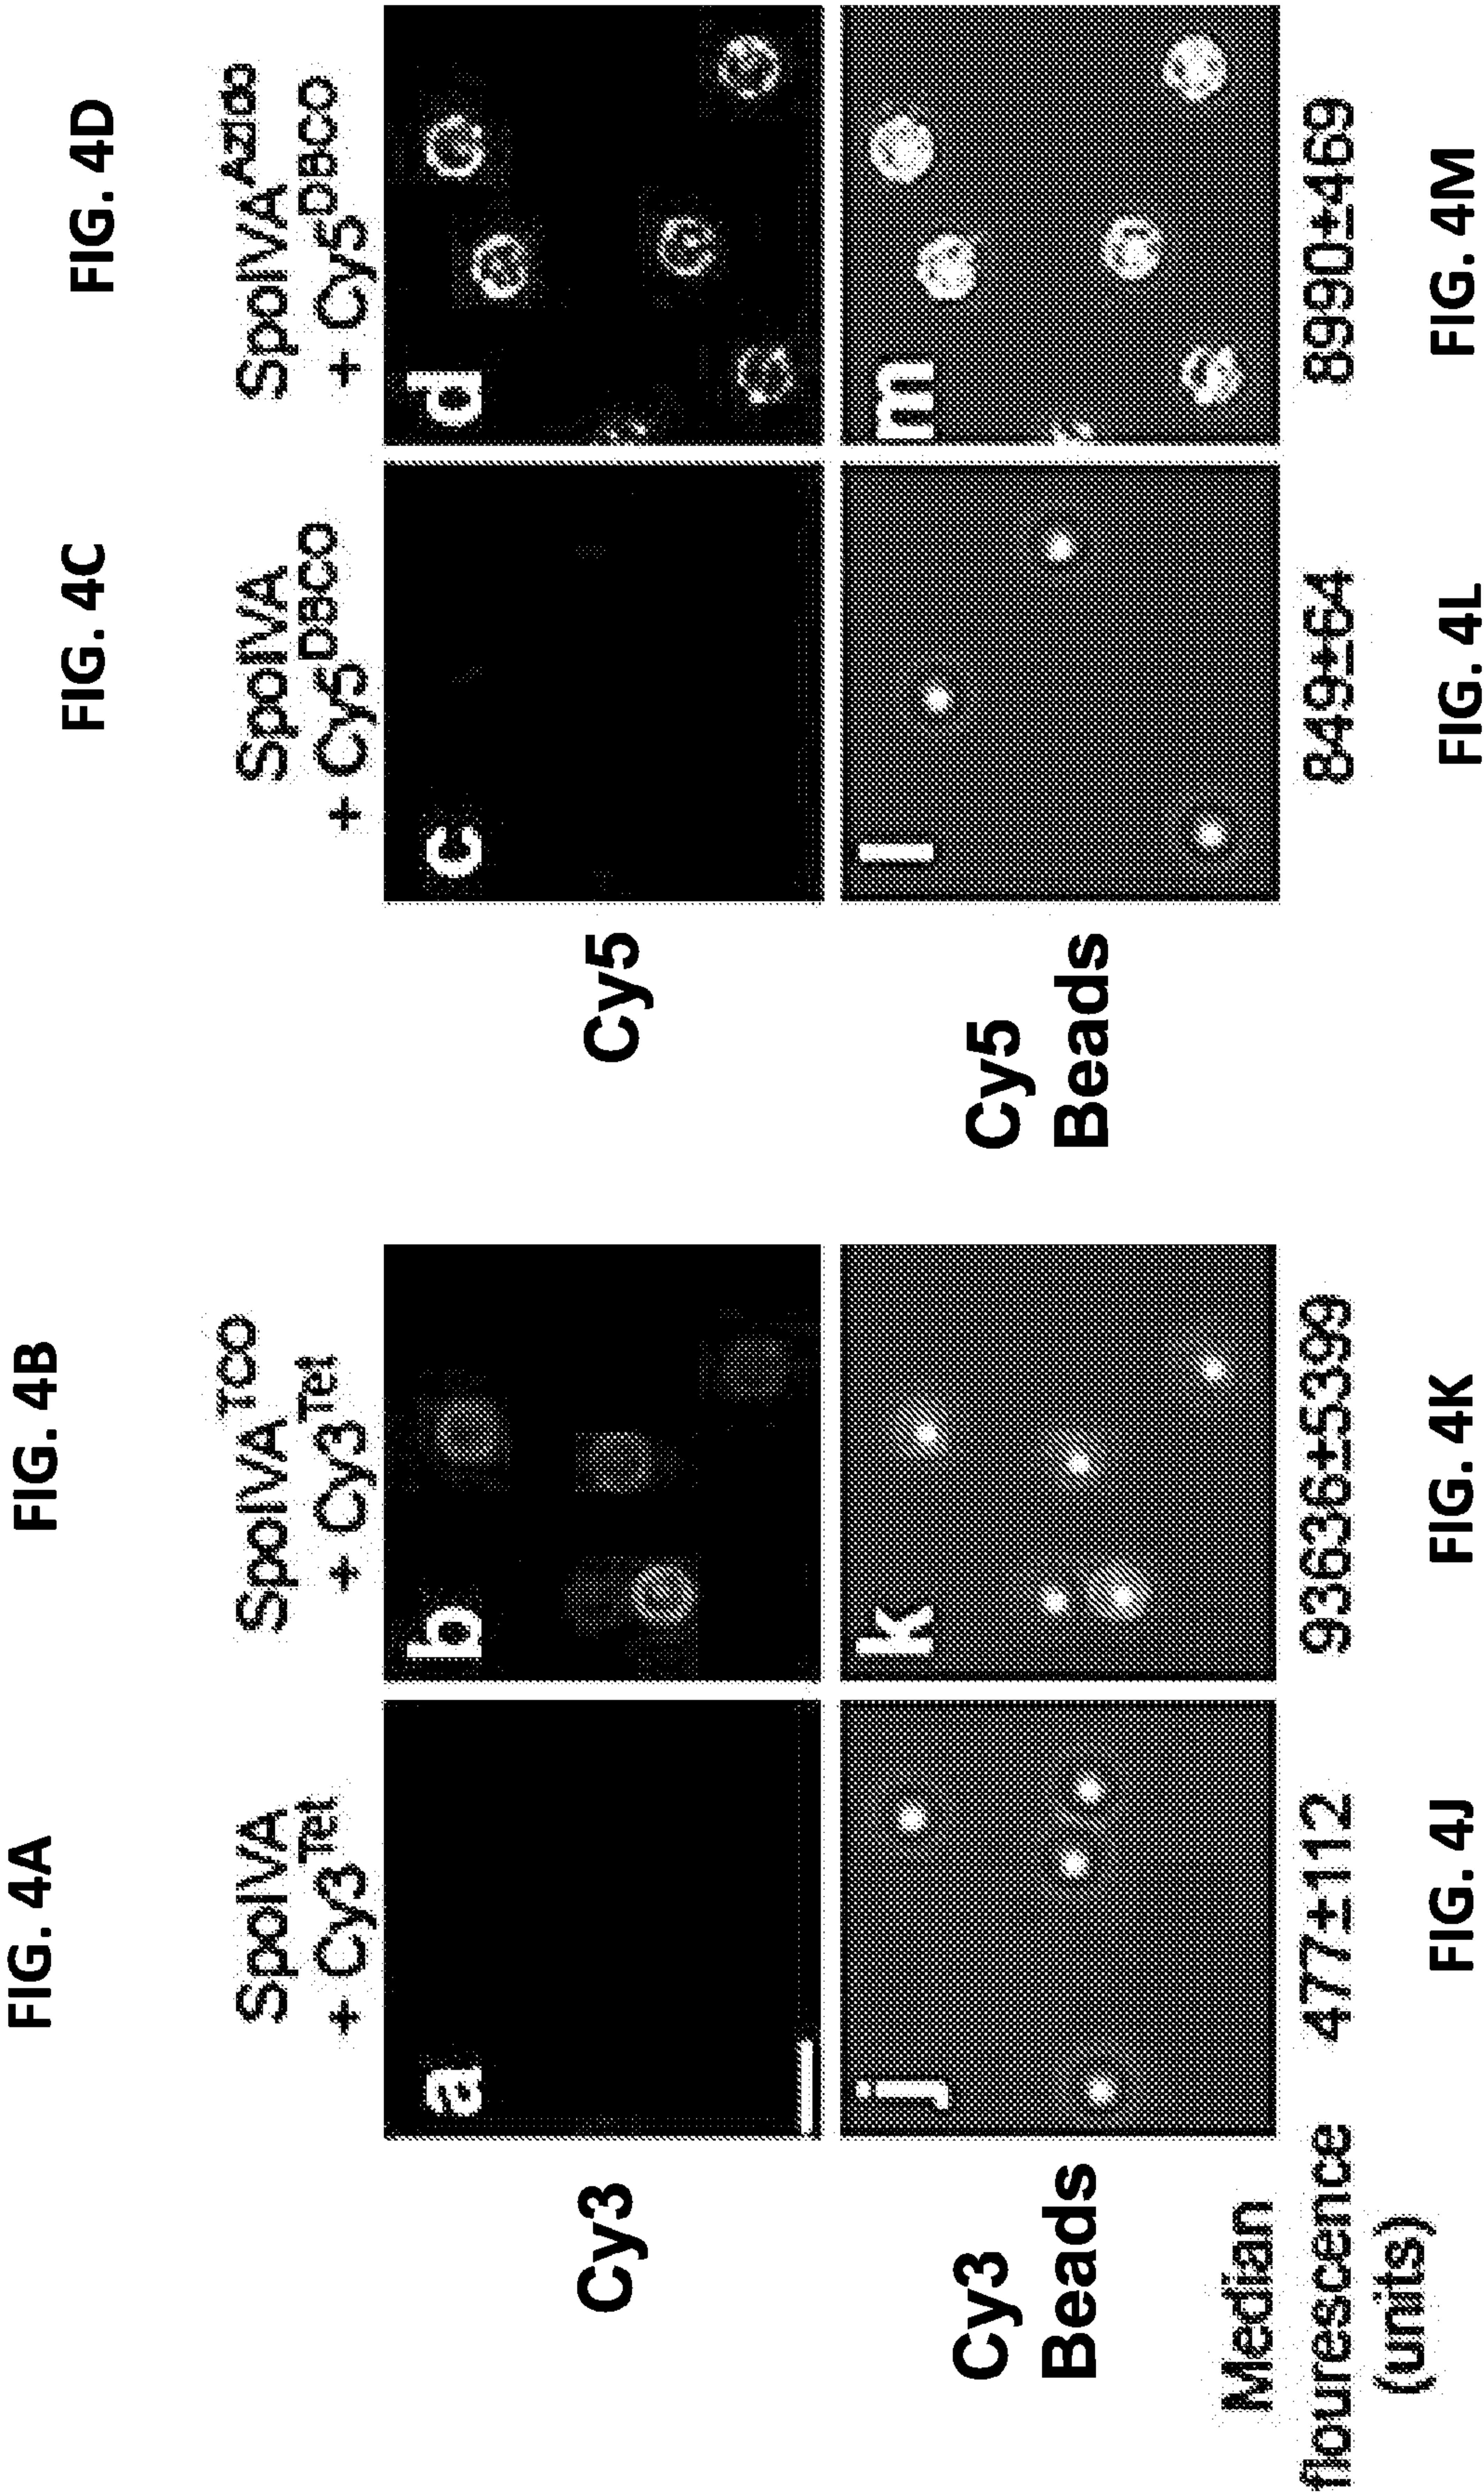 FIG. 4A
FIG. 4B
FIG. 4C
FIG. 4D
SpoIVA
+ Cy3Tet
SpoIVATCO
+ Cy3Tet
SpoIVA
+ Cy5DBCO
SpoIVAAzido
+ Cy5DBCO
Cy3
a
b
Cy5
c
d
Cy3
Beads
j
k
Cy5
Beads
l
m
Median
flourescence
(units)
477±112
93636±5399
849±64
8990±469
FIG. 4J
FIG. 4K
FIG. 4L
FIG. 4M